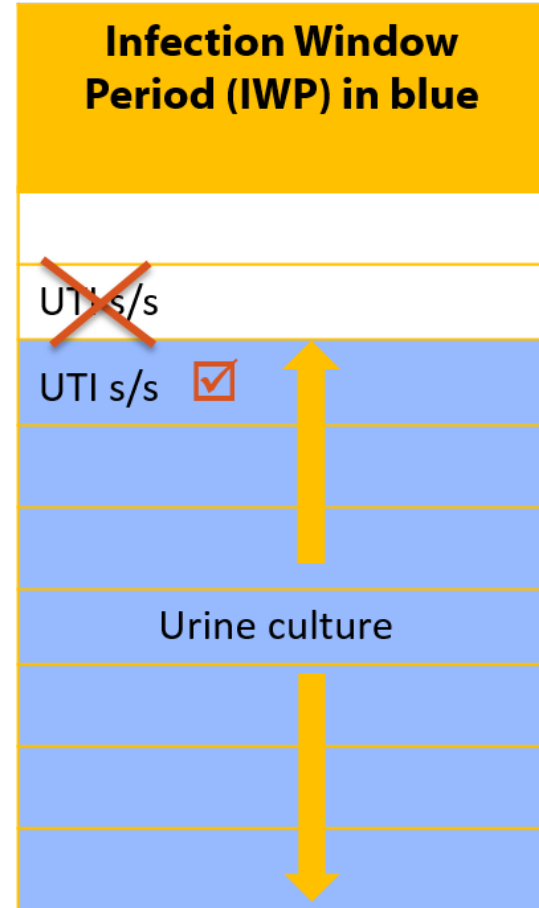 Infection Window
Period (IWP) in blue
UTI s/s
UTI s/s ☑
Urine culture